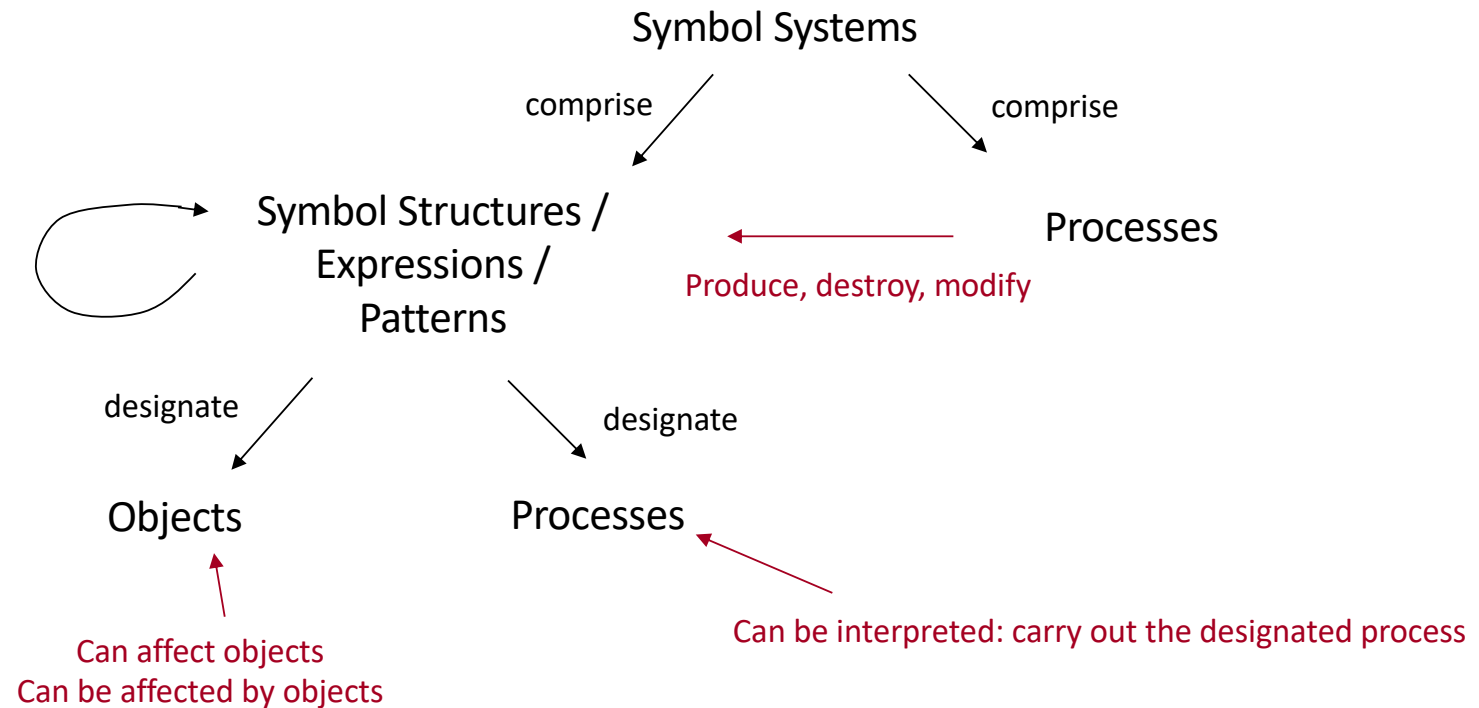 Symbol Systems
comprise
comprise
Symbol Structures /
Expressions /
Patterns
Processes
Produce, destroy, modify
designate
designate
Objects
Processes
Can affect objects
Can be affected by objects
Can be interpreted: carry out the designated process